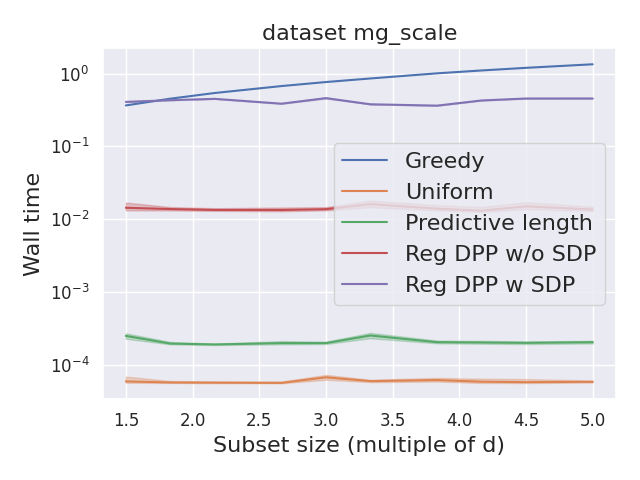 dataset mg_scale
Wall time
10^0
10^-1
10^-2
10^-3
10^-4
Greedy
Uniform
Predictive length
Reg DPP w/o SDP
Reg DPP w SDP
1.5 2.0 2.5 3.0 3.5 4.0 4.5 5.0
Subset size (multiple of d)